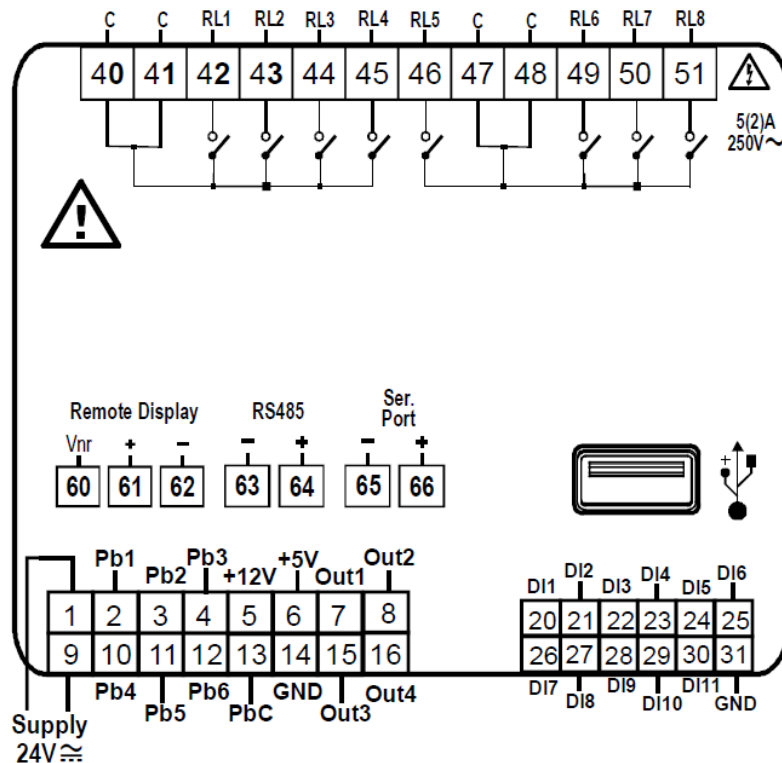 C C RL1 RL2 RL3 RL4 RL5 C C RL6 RL7 RL8
40 41 42 43 44 45 46 47 48 49 50 51
5(2)A
250V~
Remote Display RS485 Ser. Port
Vnr + − − + − +
60 61 62 63 64 65 66
Pb1 Pb2 Pb3 +12V +5V Out1 Out2
1 2 3 4 5 6 7 8
9 10 11 12 13 14 15 16
Pb4 Pb5 Pb6 PbC GND Out3 Out4
Supply
24V≂
DI1 DI2 DI3 DI4 DI5 DI6
20 21 22 23 24 25
26 27 28 29 30 31
DI7 DI8 DI9 DI10 DI11 GND